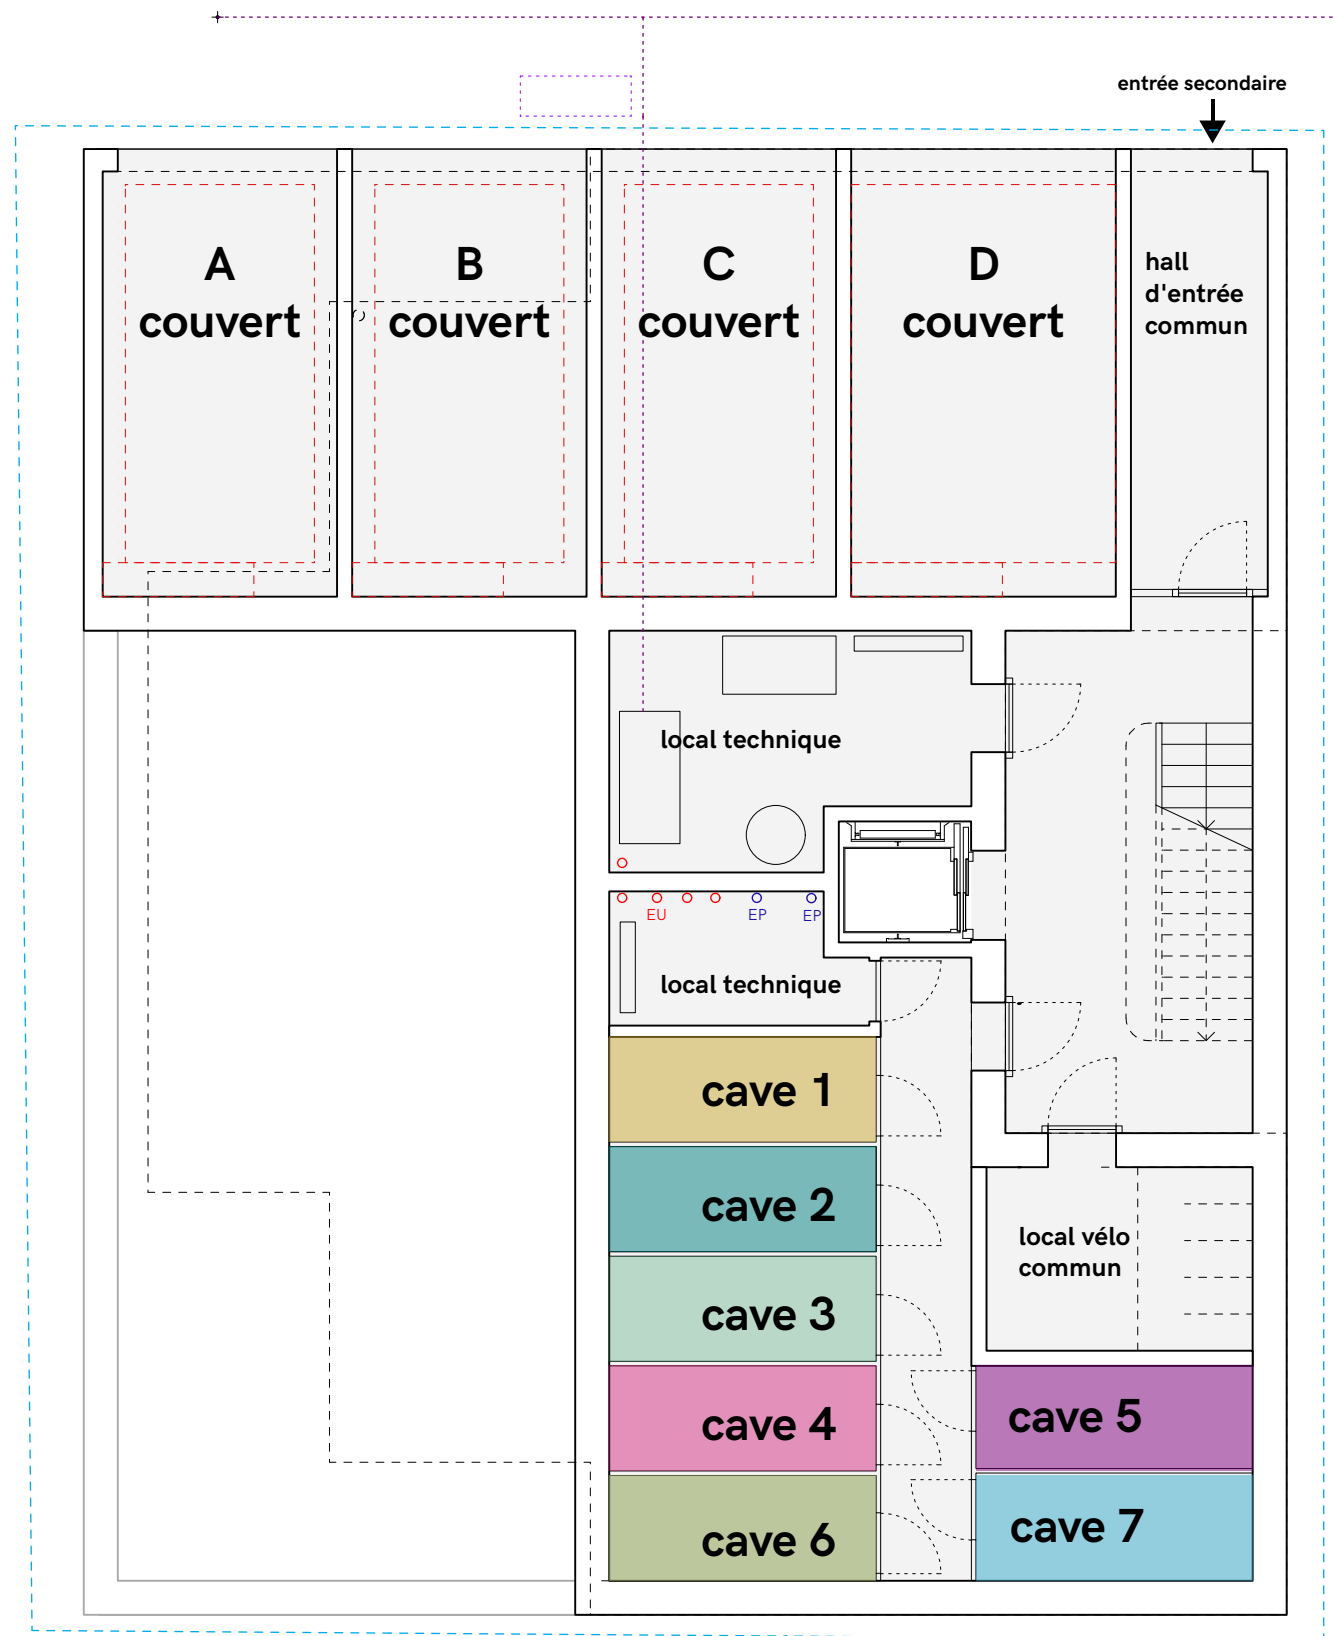 entrée secondaire
A
couvert
B
couvert
C
couvert
D
couvert
hall
d'entrée
commun
local technique
EU
EP
EP
local technique
cave 1
cave 2
cave 3
cave 4
cave 6
local vélo
commun
cave 5
cave 7